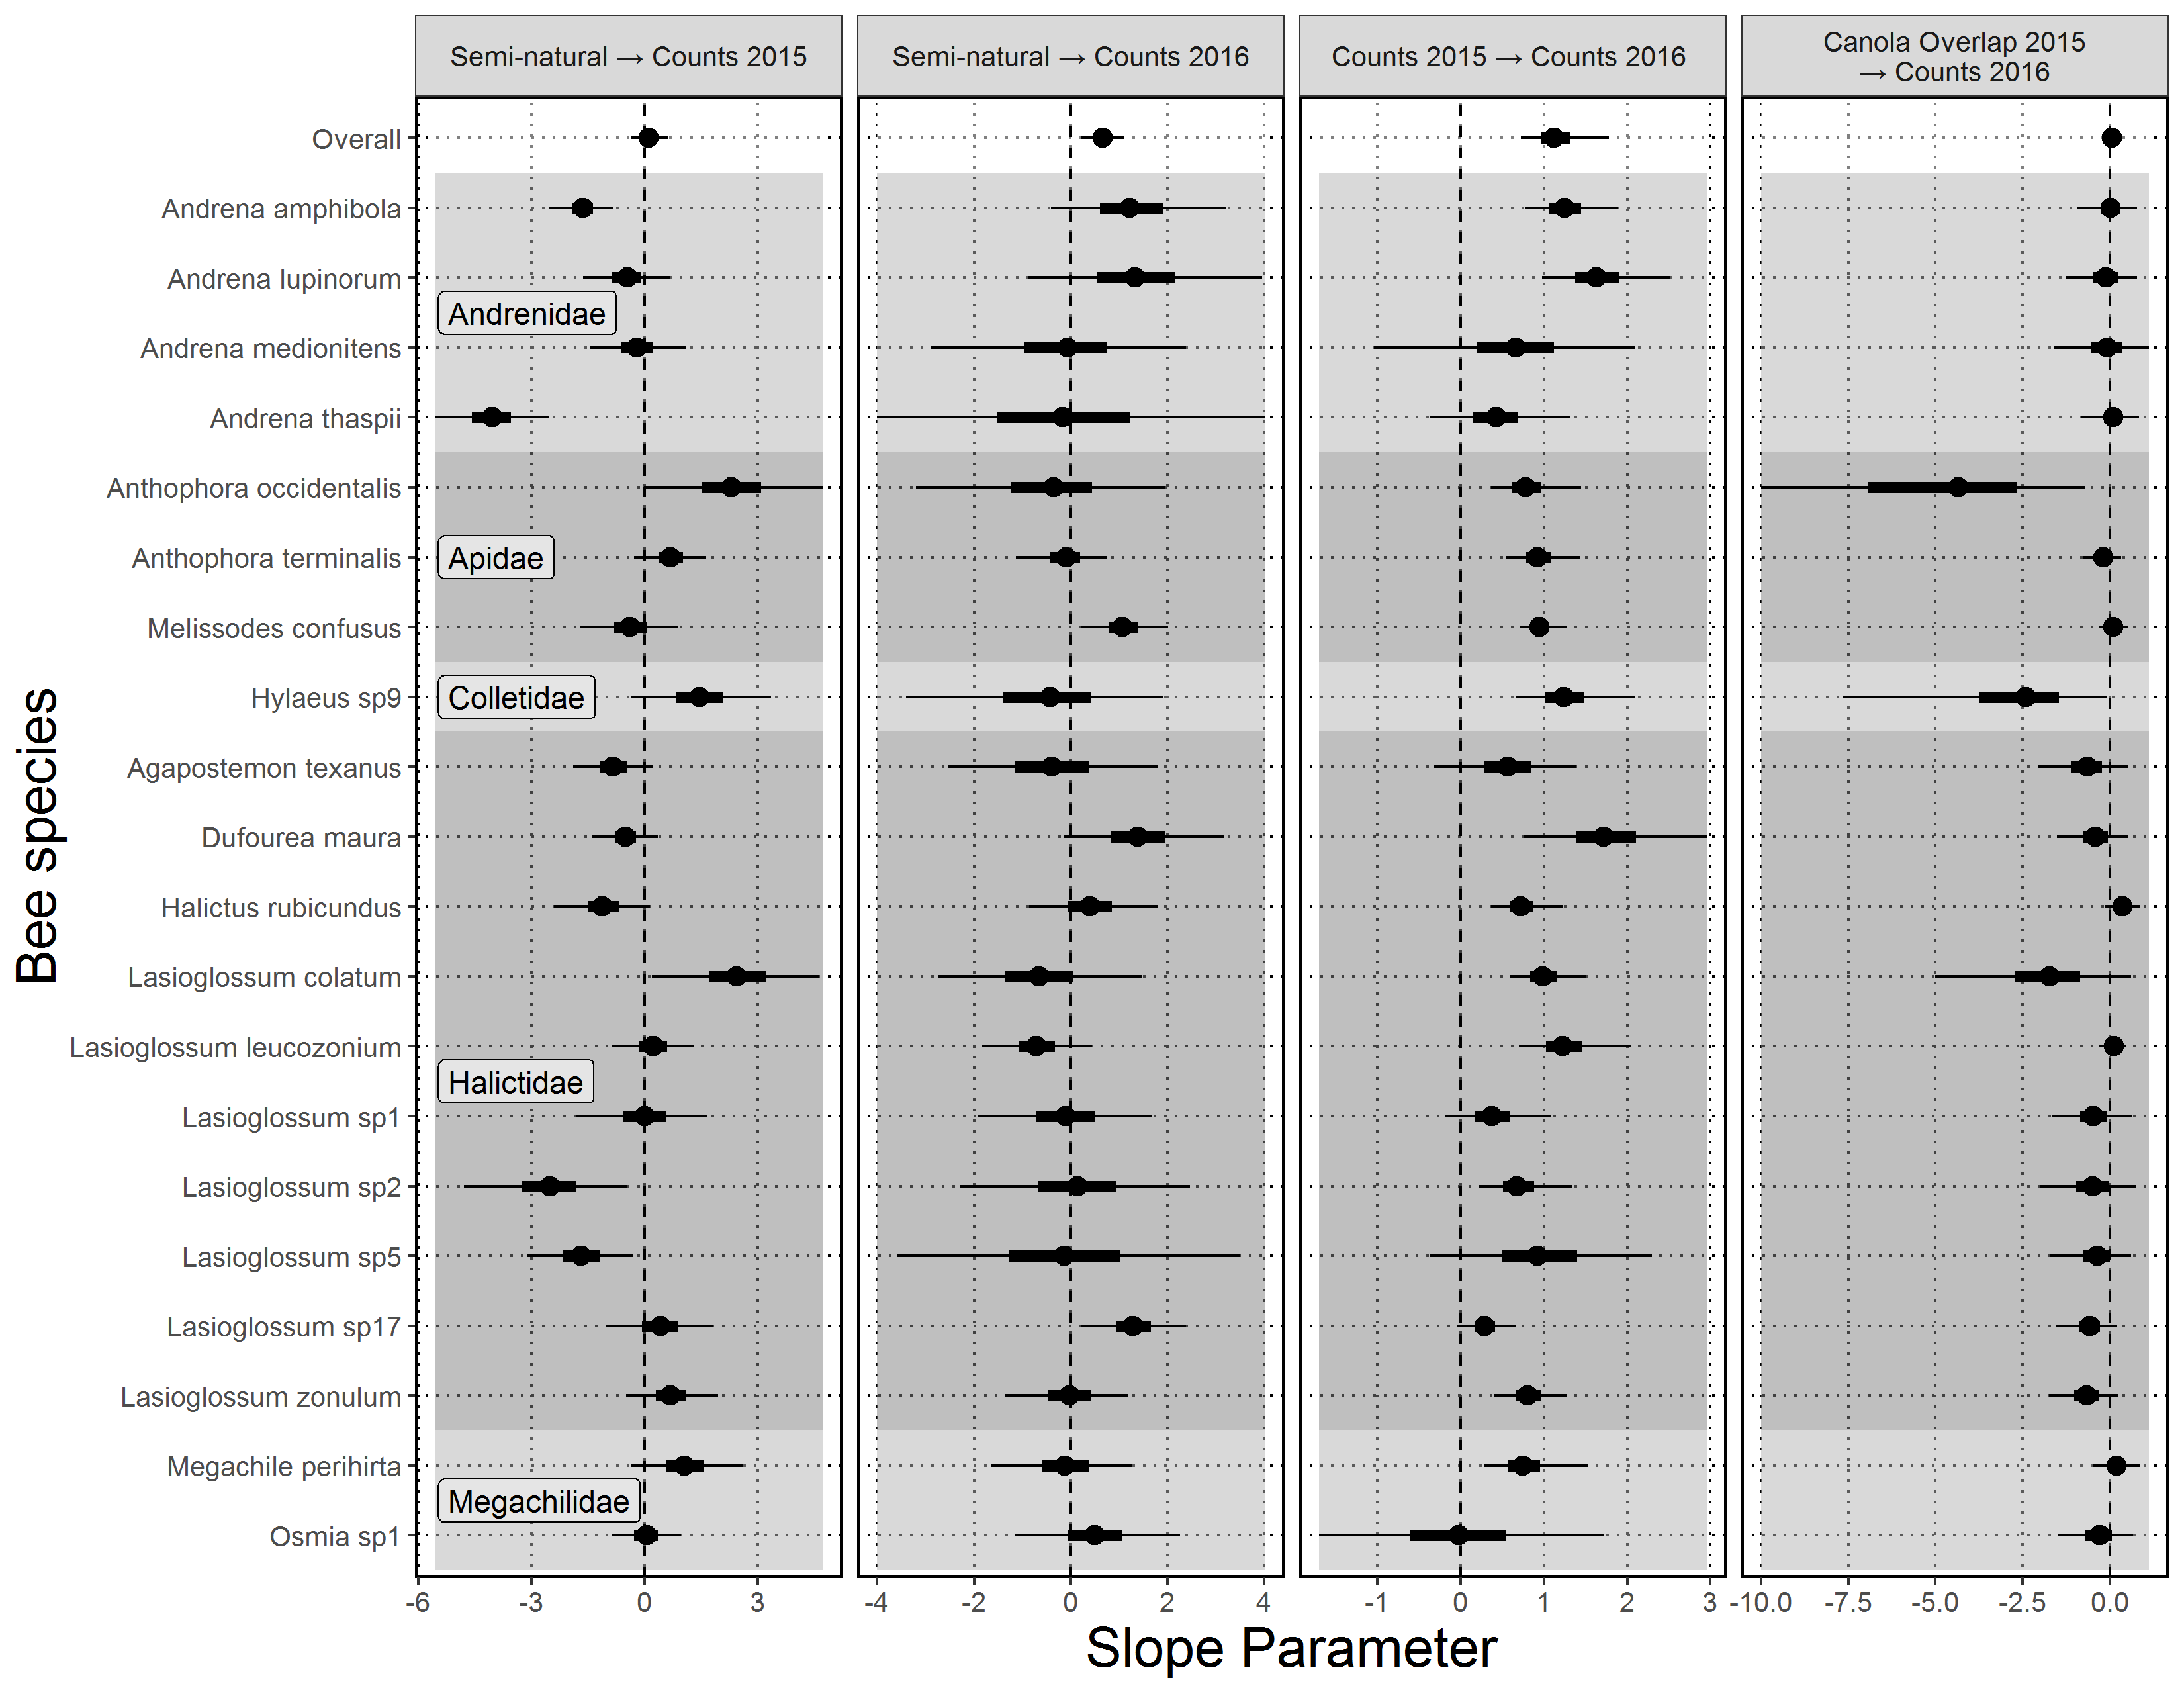 Semi-natural → Counts 2015
Semi-natural → Counts 2016
Counts 2015 → Counts 2016
Canola Overlap 2015
→ Counts 2016
Bee species
Overall
Andrena amphibola
Andrena lupinorum
Andrenidae
Andrena medionitens
Andrena thaspii
Anthophora occidentalis
Anthophora terminalis
Apidae
Melissodes confusus
Hylaeus sp9
Colletidae
Agapostemon texanus
Dufourea maura
Halictus rubicundus
Lasioglossum colatum
Lasioglossum leucozonium
Halictidae
Lasioglossum sp1
Lasioglossum sp2
Lasioglossum sp5
Lasioglossum sp17
Lasioglossum zonulum
Megachile perihirta
Megachilidae
Osmia sp1
-6 -3 0 3
-4 -2 0 2 4
-1 0 1 2 3
-10.0 -7.5 -5.0 -2.5 0.0
Slope Parameter